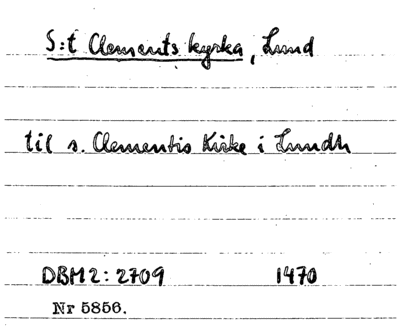 S:t Clements kyrka, Lund
til s. Clementis Kirke i Lundh
DBM 2: 2709 1470
Nr 5856.